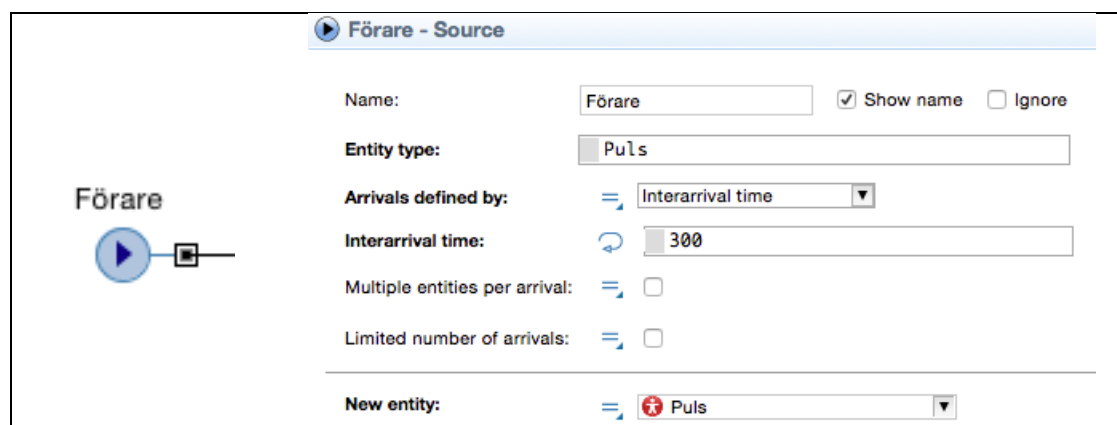 Förare - Source
Name: Förare Show name Ignore
Entity type: Puls
Förare
Arrivals defined by: Interarrival time
Interarrival time: 300
Multiple entities per arrival:
Limited number of arrivals:
New entity: Puls